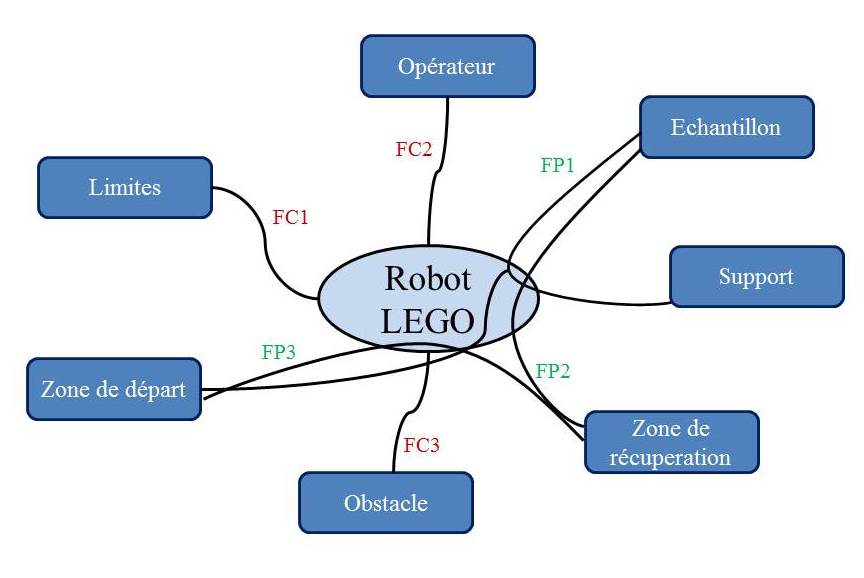 Opérateur
Echantillon
FC2
FP1
Limites
FC1
Robot
LEGO
Support
FP3
Zone de départ
FP2
Zone de
récuperation
FC3
Obstacle